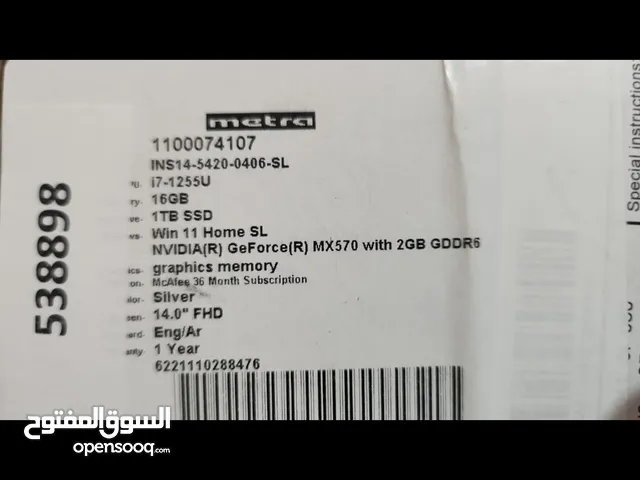 metra
1100074107
INS14-5420-0406-SL
i7-1255U
16GB
1TB SSD
Win 11 Home SL
NVIDIA(R) GeForce(R) MX570 with 2GB GDDR6
graphics memory
McAfee 36 Month Subscription
Silver
14.0" FHD
Eng/Ar
1 Year
6221110288476
538898
Special instructions:
السوق المفتوح
opensooq.com